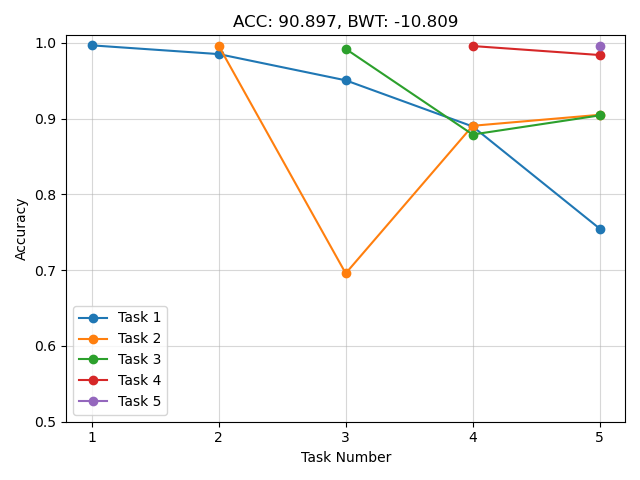 ACC: 90.897, BWT: -10.809
Accuracy
1.0
0.9
0.8
0.7
0.6
0.5
Task 1
Task 2
Task 3
Task 4
Task 5
1 2 3 4 5
Task Number